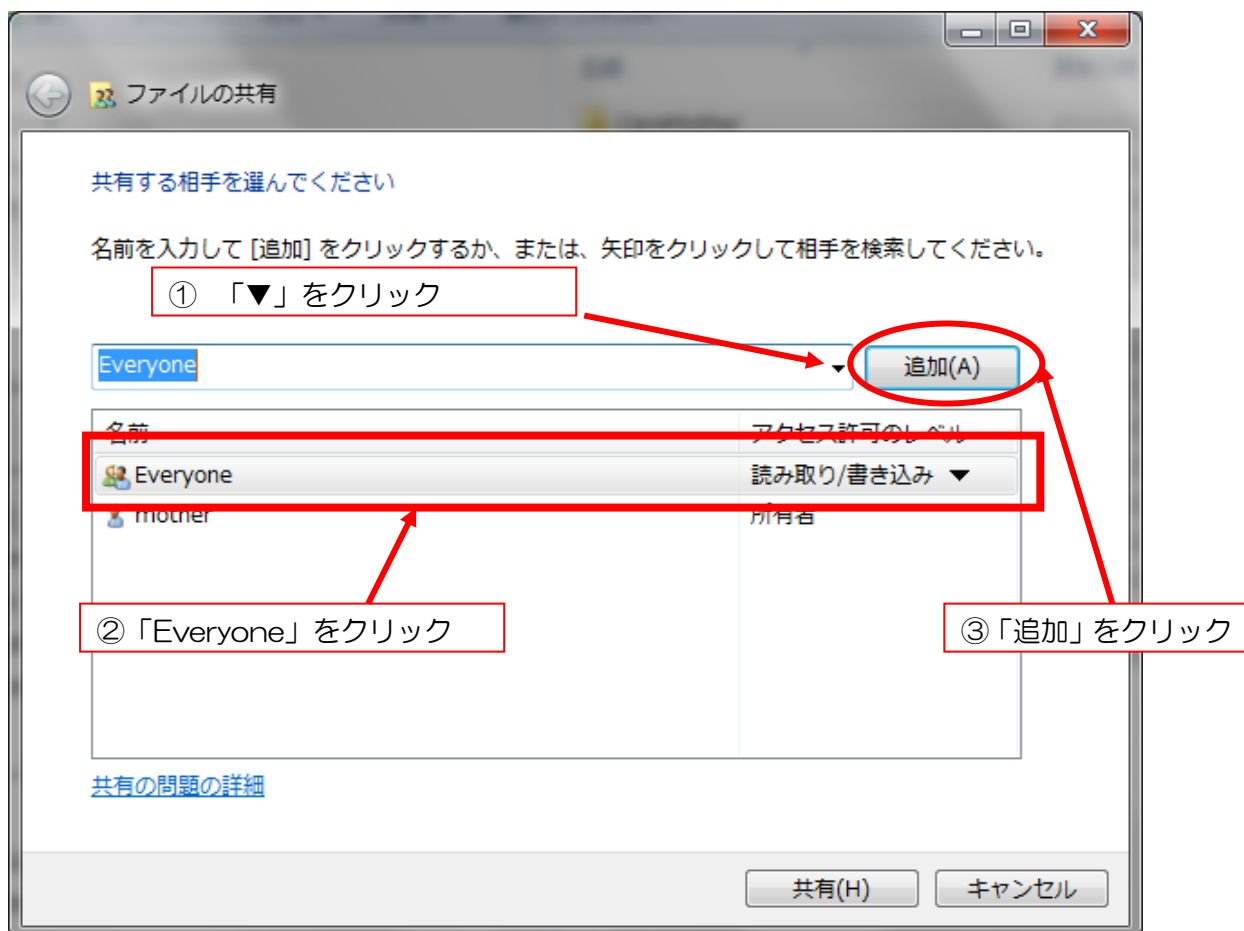 ファイルの共有
共有する相手を選んでください
名前を入力して [追加] をクリックするか、または、矢印をクリックして相手を検索してください。
① 「▼」をクリック
Everyone
追加(A)
名前 アクセス許可のレベル
Everyone 読み取り/書き込み ▼
mother 所有者
②「Everyone」をクリック
③「追加」をクリック
共有の問題の詳細
共有(H) キャンセル